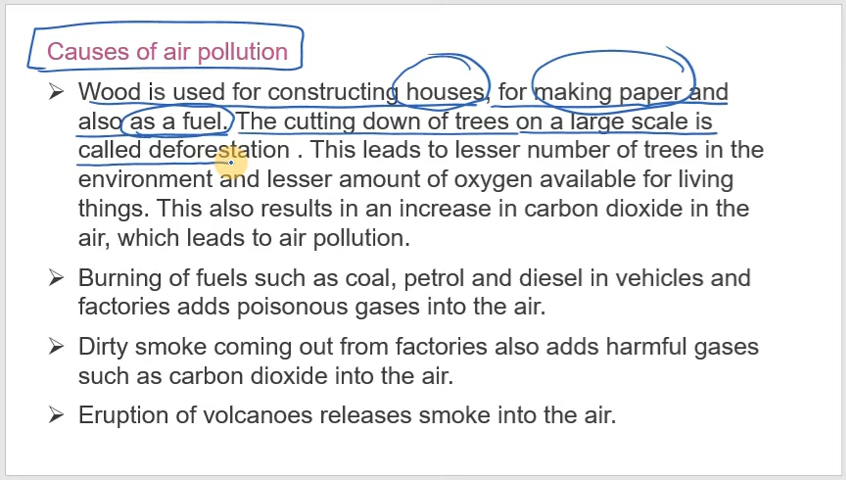 Causes of air pollution
➢ Wood is used for constructing houses, for making paper and
also as a fuel. The cutting down of trees on a large scale is
called deforestation . This leads to lesser number of trees in the
environment and lesser amount of oxygen available for living
things. This also results in an increase in carbon dioxide in the
air, which leads to air pollution.
➢ Burning of fuels such as coal, petrol and diesel in vehicles and
factories adds poisonous gases into the air.
➢ Dirty smoke coming out from factories also adds harmful gases
such as carbon dioxide into the air.
➢ Eruption of volcanoes releases smoke into the air.